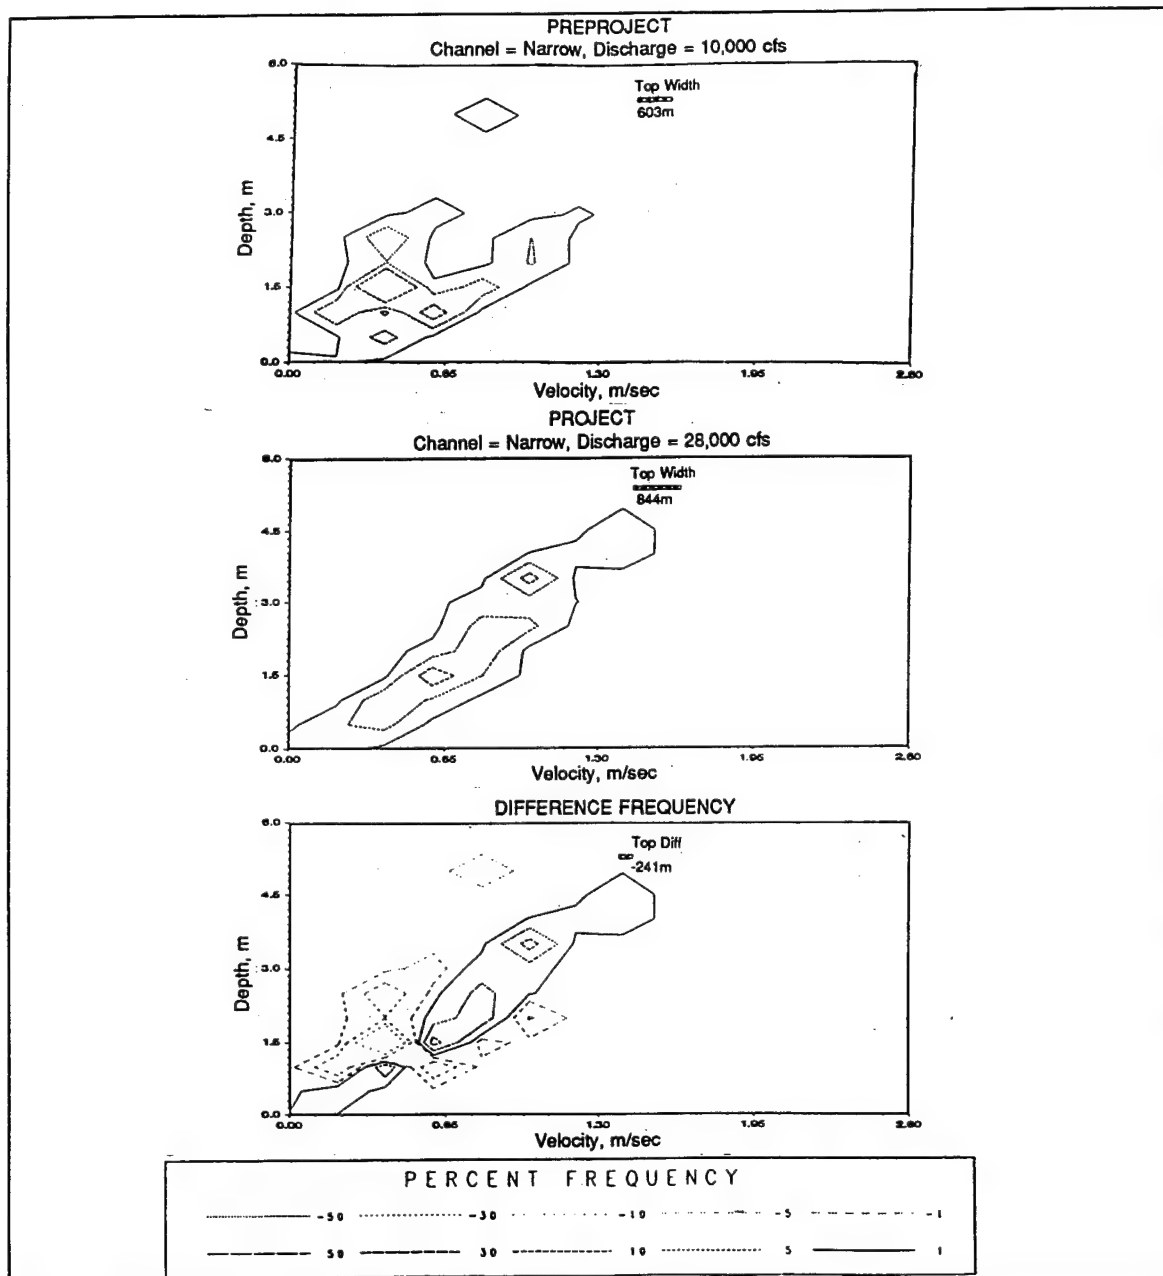 PREPROJECT
Channel = Narrow, Discharge = 10,000 cfs
6.0
4.5
3.0
1.5
0.0
Depth, m
Top Width
603m
0.00
0.65
1.30
1.95
2.60
Velocity, m/sec
PROJECT
Channel = Narrow, Discharge = 28,000 cfs
6.0
4.5
3.0
1.5
0.0
Depth, m
Top Width
844m
0.00
0.65
1.30
1.95
2.60
Velocity, m/sec
DIFFERENCE FREQUENCY
6.0
4.5
3.0
1.5
0.0
Depth, m
Top Diff
-241m
0.00
0.65
1.30
1.95
2.60
Velocity, m/sec
PERCENT FREQUENCY
-50 -30 -10 -5 -1
50 30 10 5 1